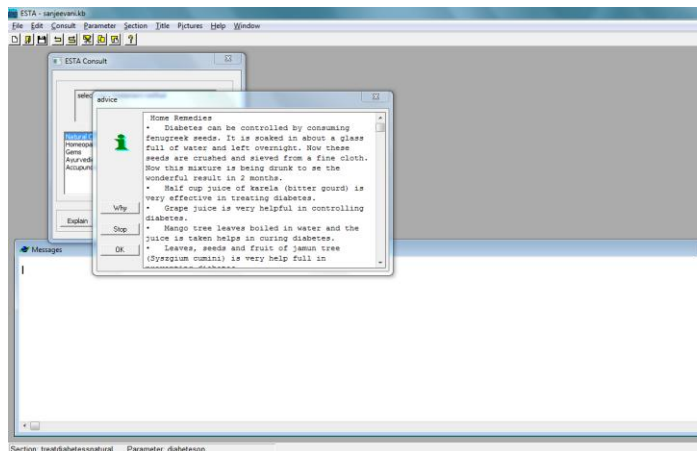 ESTA - sanjeevani.kb
File Edit Consult Parameter Section Title Pictures Help Window
ESTA Consult
selec
advice
Natural C
Homeopa
Gems
Ayurvedi
Accupunc
Explain
Home Remedies
• Diabetes can be controlled by consuming
fenugreek seeds. It is soaked in about a glass
full of water and left overnight. Now these
seeds are crushed and sieved from a fine cloth.
Now this mixture is being drunk to se the
wonderful result in 2 months.
• Half cup juice of karela (bitter gourd) is
very effective in treating diabetes.
• Grape juice is very helpful in controlling
diabetes.
• Mango tree leaves boiled in water and the
juice is taken helps in curing diabetes.
• Leaves, seeds and fruit of jamun tree
(Syszgium cumini) is very help full in
Why
Stop
OK
Messages
Section: treatdiabetessnatural Parameter: diabeteson